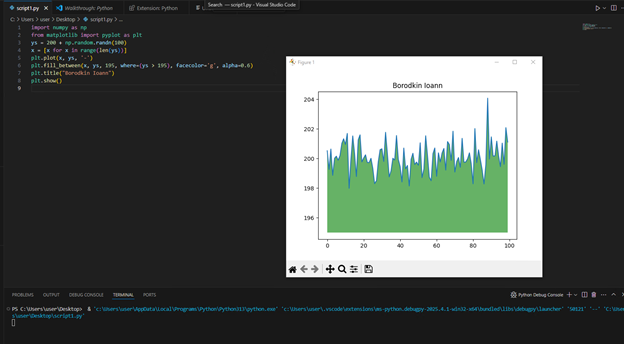 script1.py
Walkthrough: Python
Extension: Python
Search — script1.py - Visual Studio Code
C: > Users > user > Desktop > script1.py > ...
1 import numpy as np
2 from matplotlib import pyplot as plt
3 ys = 200 + np.random.randn(100)
4 x = [x for x in range(len(ys))]
5 plt.plot(x, ys, '-')
6 plt.fill_between(x, ys, 195, where=(ys > 195), facecolor='g', alpha=0.6)
7 plt.title("Borodkin Ioann")
8 plt.show()
9
Figure 1
Borodkin Ioann
204
202
200
198
196
0 20 40 60 80 100
PROBLEMS OUTPUT DEBUG CONSOLE TERMINAL PORTS
Python Debug Console
PS C:\Users\user\Desktop> & 'c:\Users\user\AppData\Local\Programs\Python\Python313\python.exe' 'c:\Users\user\.vscode\extensions\ms-python.debugpy-2025.4.1-win32-x64\bundled\libs\debugpy\launcher' '50121' '--' 'C:\Users\user\Desktop\script1.py'